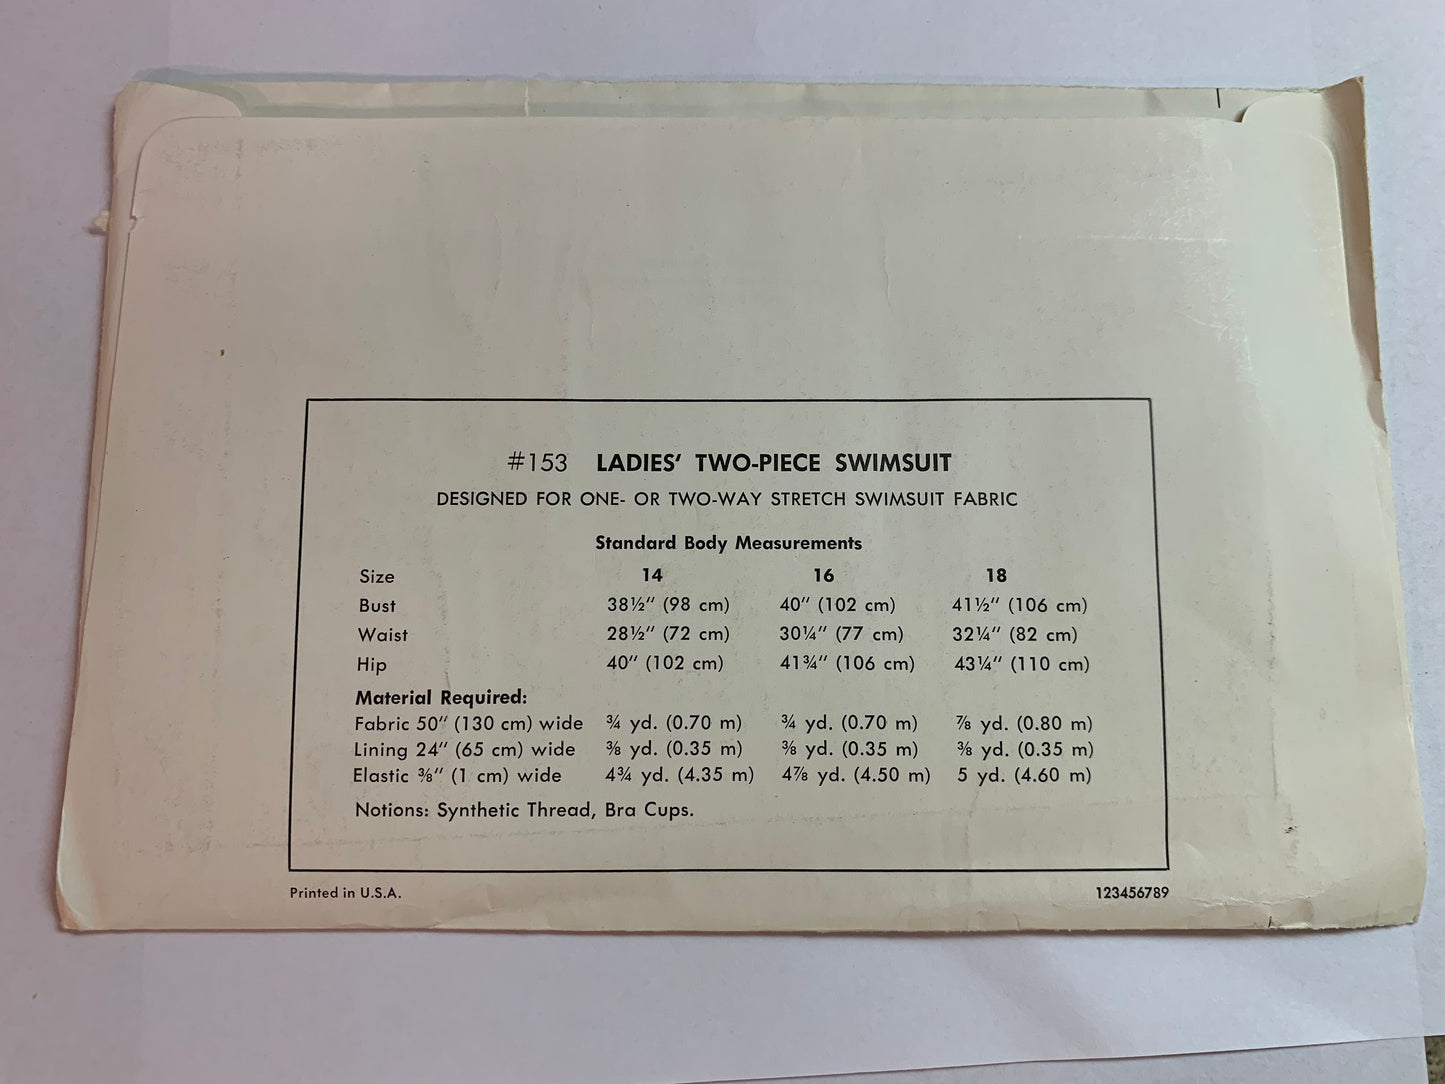 #153 LADIES' TWO-PIECE SWIMSUIT
DESIGNED FOR ONE- OR TWO-WAY STRETCH SWIMSUIT FABRIC
Standard Body Measurements
Size 14 16 18
Bust 38½" (98 cm) 40" (102 cm) 41½" (106 cm)
Waist 28½" (72 cm) 30¼" (77 cm) 32¼" (82 cm)
Hip 40" (102 cm) 41¾" (106 cm) 43¼" (110 cm)
Material Required:
Fabric 50" (130 cm) wide ¾ yd. (0.70 m) ¾ yd. (0.70 m) ⅞ yd. (0.80 m)
Lining 24" (65 cm) wide ⅜ yd. (0.35 m) ⅜ yd. (0.35 m) ⅜ yd. (0.35 m)
Elastic ⅜" (1 cm) wide 4¾ yd. (4.35 m) 4⅞ yd. (4.50 m) 5 yd. (4.60 m)
Notions: Synthetic Thread, Bra Cups.
Printed in U.S.A. 123456789